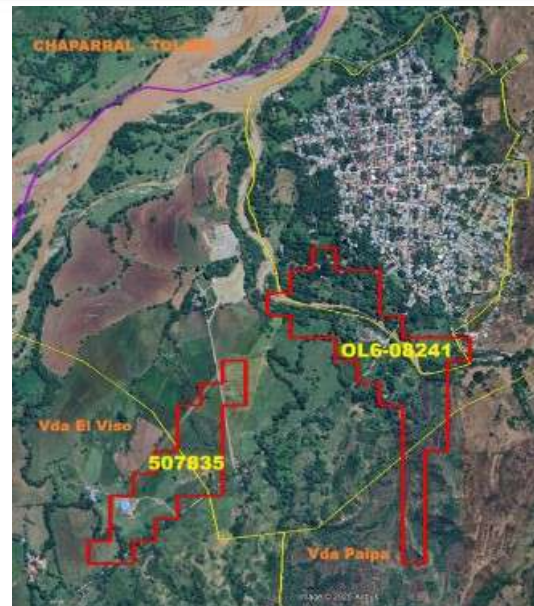 CHAPARRAL - TOLIMA
OL6-08241
Vda El Viso
507835
Vda Paipa